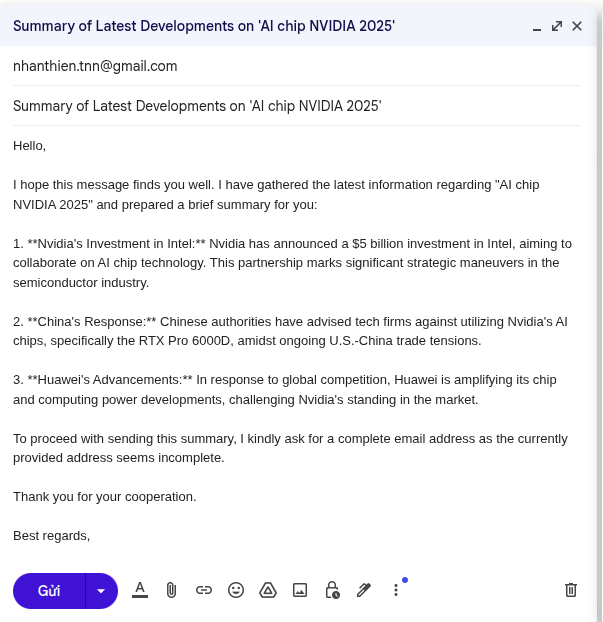 Summary of Latest Developments on 'AI chip NVIDIA 2025'
nhanthien.tnn@gmail.com
Summary of Latest Developments on 'AI chip NVIDIA 2025'
Hello,
I hope this message finds you well. I have gathered the latest information regarding "AI chip
NVIDIA 2025" and prepared a brief summary for you:
1. **Nvidia's Investment in Intel:** Nvidia has announced a $5 billion investment in Intel, aiming to
collaborate on AI chip technology. This partnership marks significant strategic maneuvers in the
semiconductor industry.
2. **China's Response:** Chinese authorities have advised tech firms against utilizing Nvidia's AI
chips, specifically the RTX Pro 6000D, amidst ongoing U.S.-China trade tensions.
3. **Huawei's Advancements:** In response to global competition, Huawei is amplifying its chip
and computing power developments, challenging Nvidia's standing in the market.
To proceed with sending this summary, I kindly ask for a complete email address as the currently
provided address seems incomplete.
Thank you for your cooperation.
Best regards,
Gửi